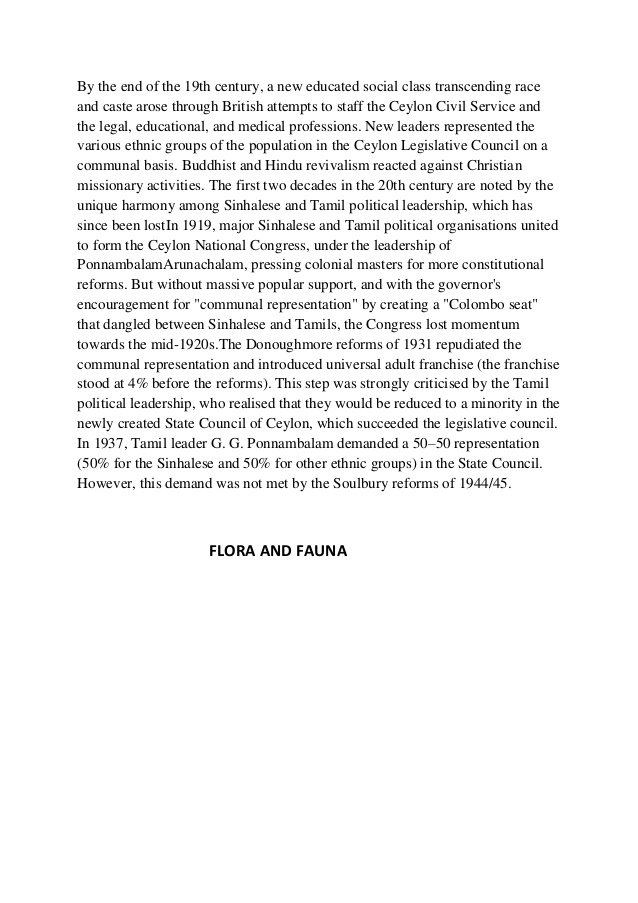 By the end of the 19th century, a new educated social class transcending race
and caste arose through British attempts to staff the Ceylon Civil Service and
the legal, educational, and medical professions. New leaders represented the
various ethnic groups of the population in the Ceylon Legislative Council on a
communal basis. Buddhist and Hindu revivalism reacted against Christian
missionary activities. The first two decades in the 20th century are noted by the
unique harmony among Sinhalese and Tamil political leadership, which has
since been lostIn 1919, major Sinhalese and Tamil political organisations united
to form the Ceylon National Congress, under the leadership of
PonnambalamArunachalam, pressing colonial masters for more constitutional
reforms. But without massive popular support, and with the governor's
encouragement for "communal representation" by creating a "Colombo seat"
that dangled between Sinhalese and Tamils, the Congress lost momentum
towards the mid-1920s.The Donoughmore reforms of 1931 repudiated the
communal representation and introduced universal adult franchise (the franchise
stood at 4% before the reforms). This step was strongly criticised by the Tamil
political leadership, who realised that they would be reduced to a minority in the
newly created State Council of Ceylon, which succeeded the legislative council.
In 1937, Tamil leader G. G. Ponnambalam demanded a 50–50 representation
(50% for the Sinhalese and 50% for other ethnic groups) in the State Council.
However, this demand was not met by the Soulbury reforms of 1944/45.
FLORA AND FAUNA